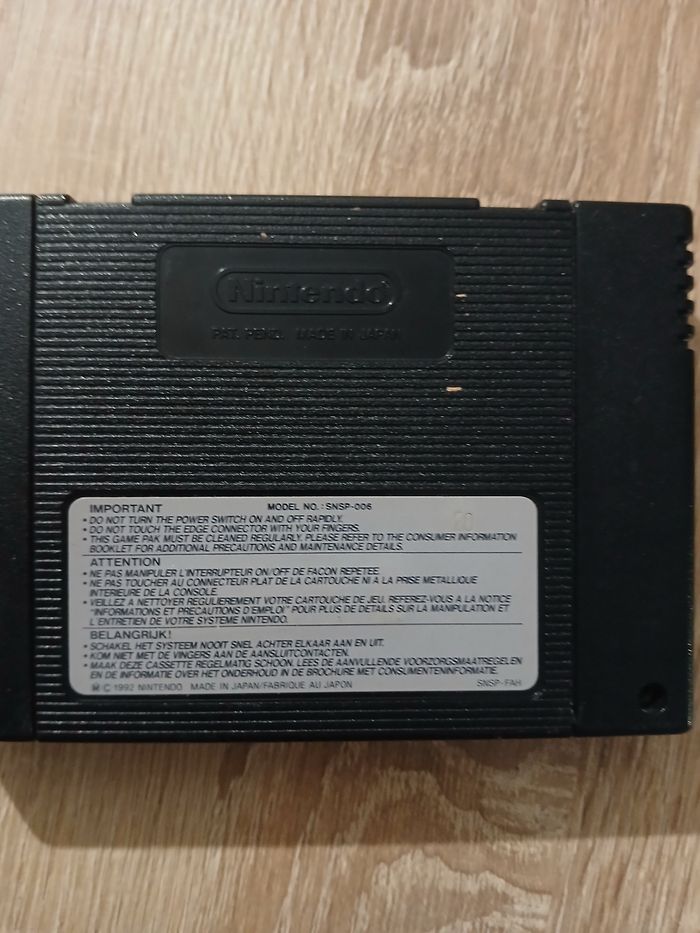 Nintendo
PAT. PEND. MADE IN JAPAN
IMPORTANT MODEL NO.: SNSP-006
• DO NOT TURN THE POWER SWITCH ON AND OFF RAPIDLY.
• DO NOT TOUCH THE EDGE CONNECTOR WITH YOUR FINGERS.
• THIS GAME PAK MUST BE CLEANED REGULARLY. PLEASE REFER TO THE CONSUMER INFORMATION
BOOKLET FOR ADDITIONAL PRECAUTIONS AND MAINTENANCE DETAILS.
ATTENTION
• NE PAS MANIPULER L'INTERRUPTEUR ON/OFF DE FACON REPETEE.
• NE PAS TOUCHER AU CONNECTEUR PLAT DE LA CARTOUCHE NI A LA PRISE METALLIQUE
INTERIEURE DE LA CONSOLE.
• VEILLEZ A NETTOYER REGULIEREMENT VOTRE CARTOUCHE DE JEU. REFEREZ-VOUS A LA NOTICE
"INFORMATIONS ET PRECAUTIONS D'EMPLOI" POUR PLUS DE DETAILS SUR LA MANIPULATION ET
L'ENTRETIEN DE VOTRE SYSTEME NINTENDO.
BELANGRIJK!
• SCHAKEL HET SYSTEEM NOOIT SNEL ACHTER ELKAAR AAN EN UIT.
• KOM NIET MET DE VINGERS AAN DE AANSLUITCONTACTEN.
• MAAK DEZE CASSETTE REGELMATIG SCHOON. LEES DE AANVULLENDE VOORZORGSMAATREGELEN
EN DE INFORMATIE OVER HET ONDERHOUD IN DE BROCHURE MET CONSUMENTENINFORMATIE.
© 1992 NINTENDO MADE IN JAPAN/FABRIQUE AU JAPON SNSP-FAH